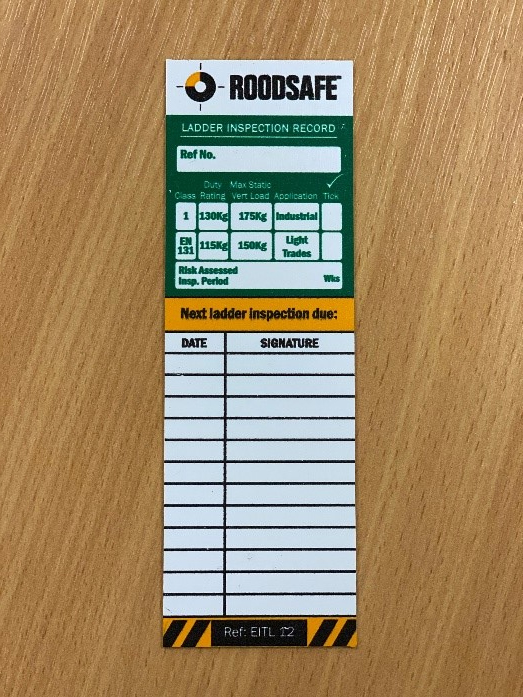 ROODSAFE
LADDER INSPECTION RECORD
Ref No.
Class Duty Rating Max Static Vert Load Application Tick
1 130Kg 175Kg Industrial
EN 131 115Kg 150Kg Light Trades
Risk Assessed
Insp. Period Wks
Next ladder inspection due:
DATE SIGNATURE
Ref: EITL 12